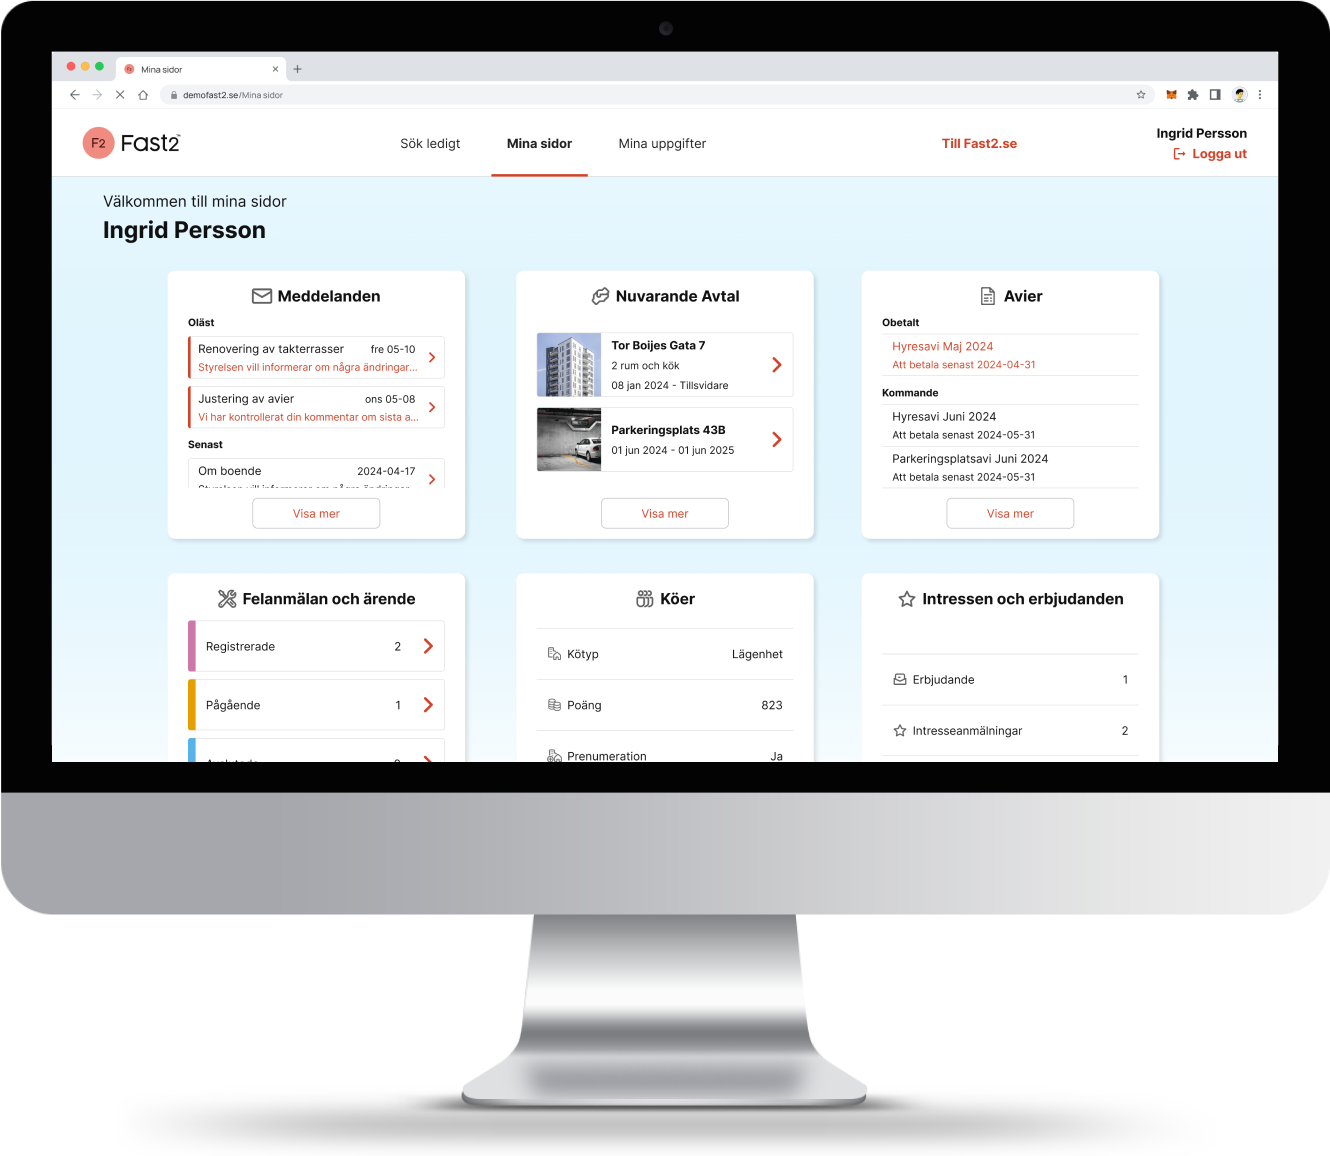 Mina sidor
demofast2.se/Mina sidor
F2 Fast2™
Sök ledigt
Mina sidor
Mina uppgifter
Till Fast2.se
Ingrid Persson
Logga ut
Välkommen till mina sidor
Ingrid Persson
Meddelanden
Oläst
Renovering av takterrasser fre 05-10
Styrelsen vill informerar om några ändringar...
Justering av avier ons 05-08
Vi har kontrollerat din kommentar om sista a...
Senast
Om boende 2024-04-17
Styrelsen vill informerar om några ändringar...
Visa mer
Nuvarande Avtal
Tor Boijes Gata 7
2 rum och kök
08 jan 2024 - Tillsvidare
Parkeringsplats 43B
01 jun 2024 - 01 jun 2025
Visa mer
Avier
Obetalt
Hyresavi Maj 2024
Att betala senast 2024-04-31
Kommande
Hyresavi Juni 2024
Att betala senast 2024-05-31
Parkeringsplatsavi Juni 2024
Att betala senast 2024-05-31
Visa mer
Felanmälan och ärende
Registrerade 2
Pågående 1
Köer
Kötyp Lägenhet
Poäng 823
Prenumeration Ja
Intressen och erbjudanden
Erbjudande 1
Intresseanmälningar 2